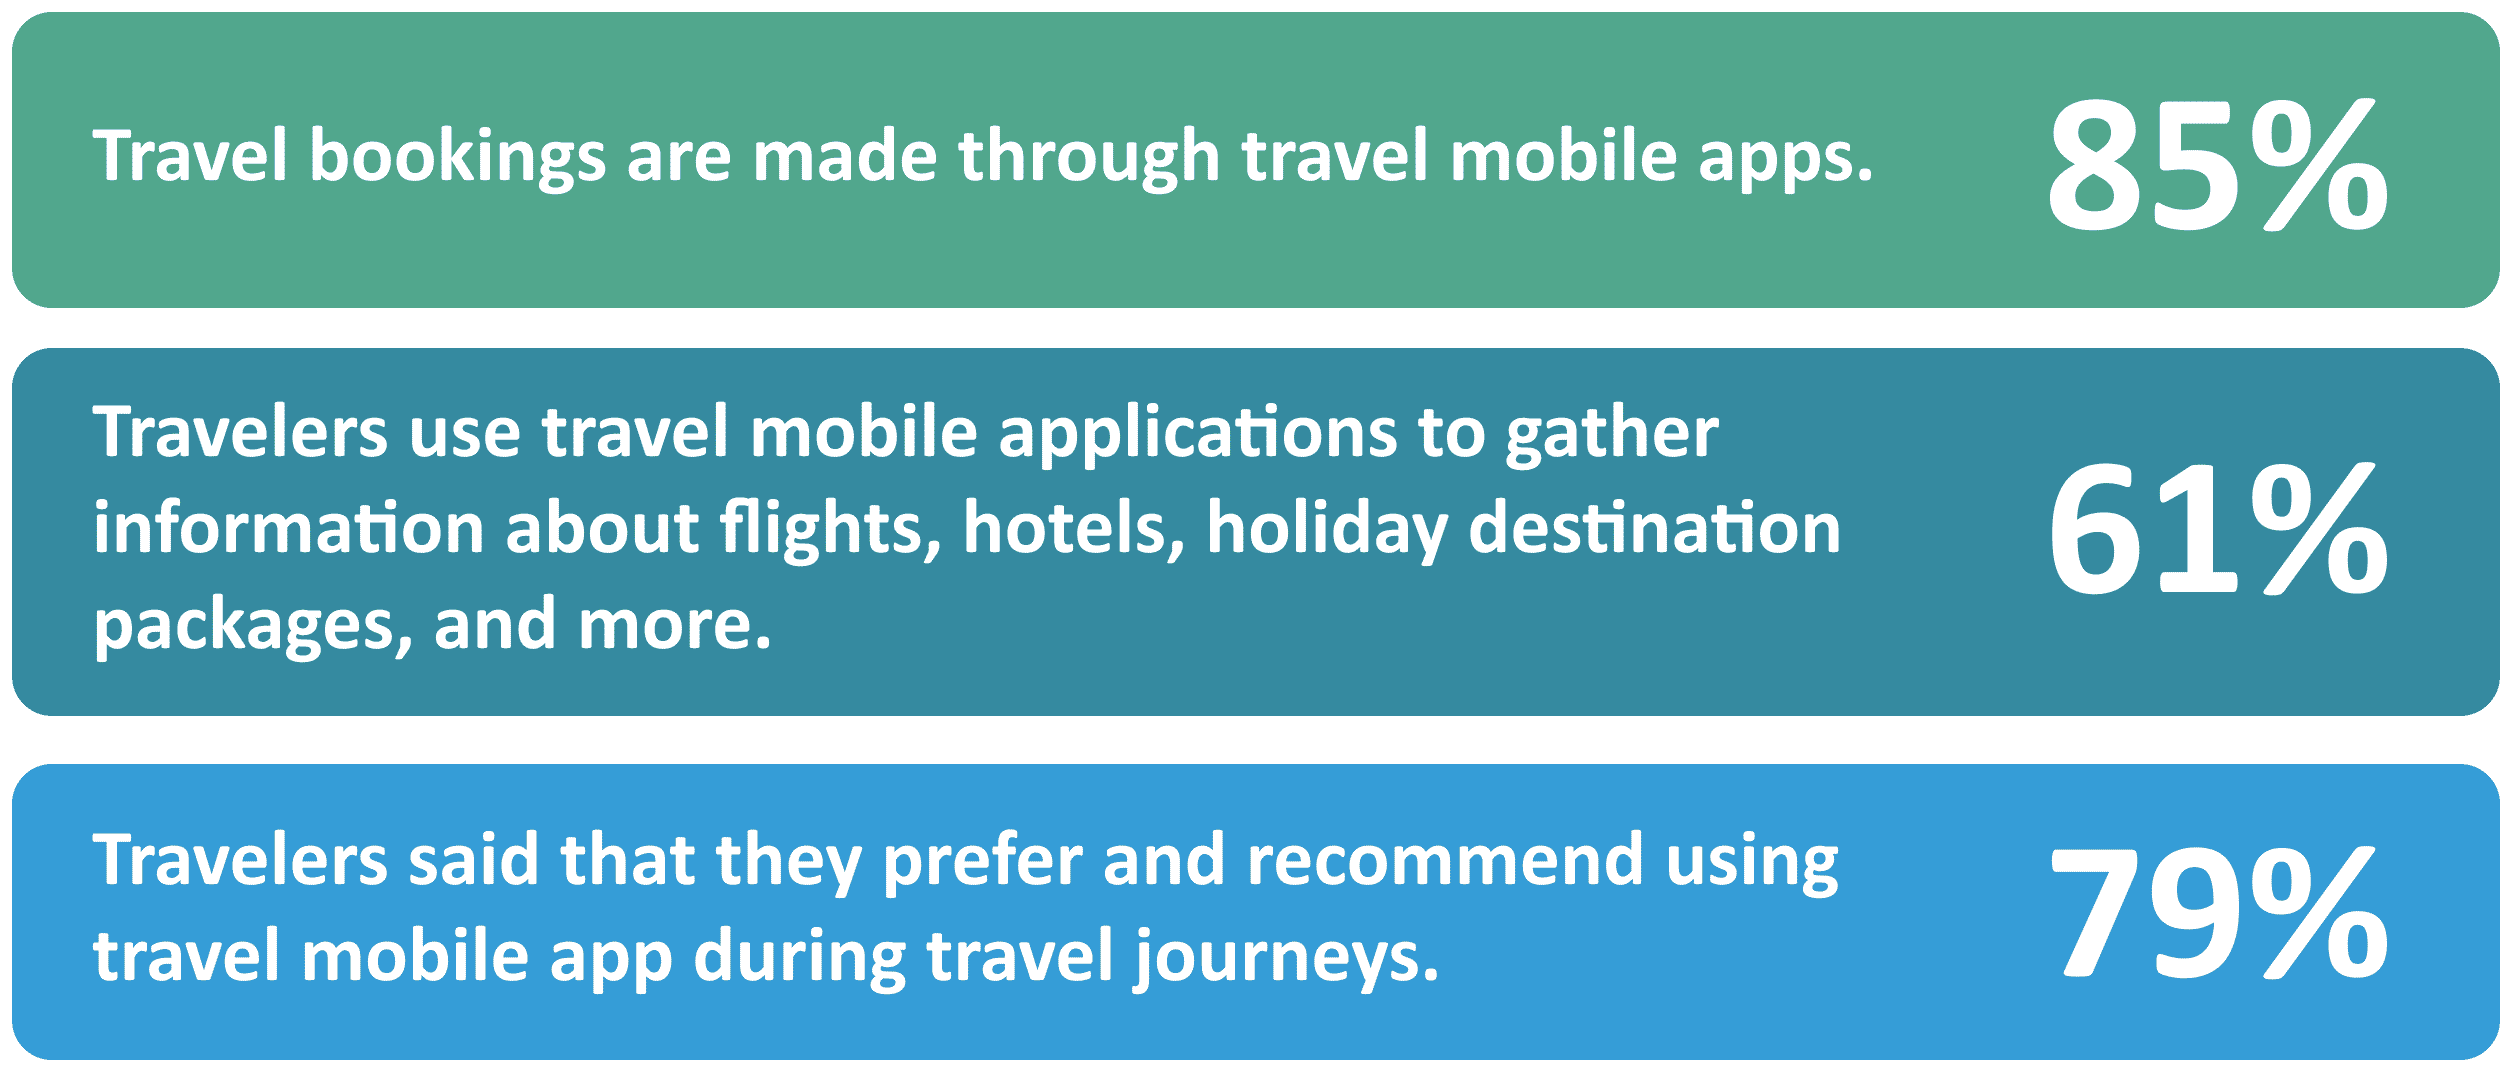 Travel bookings are made through travel mobile apps.
85%
Travelers use travel mobile applications to gather
information about flights, hotels, holiday destination
packages, and more.
61%
Travelers said that they prefer and recommend using
travel mobile app during travel journeys.
79%